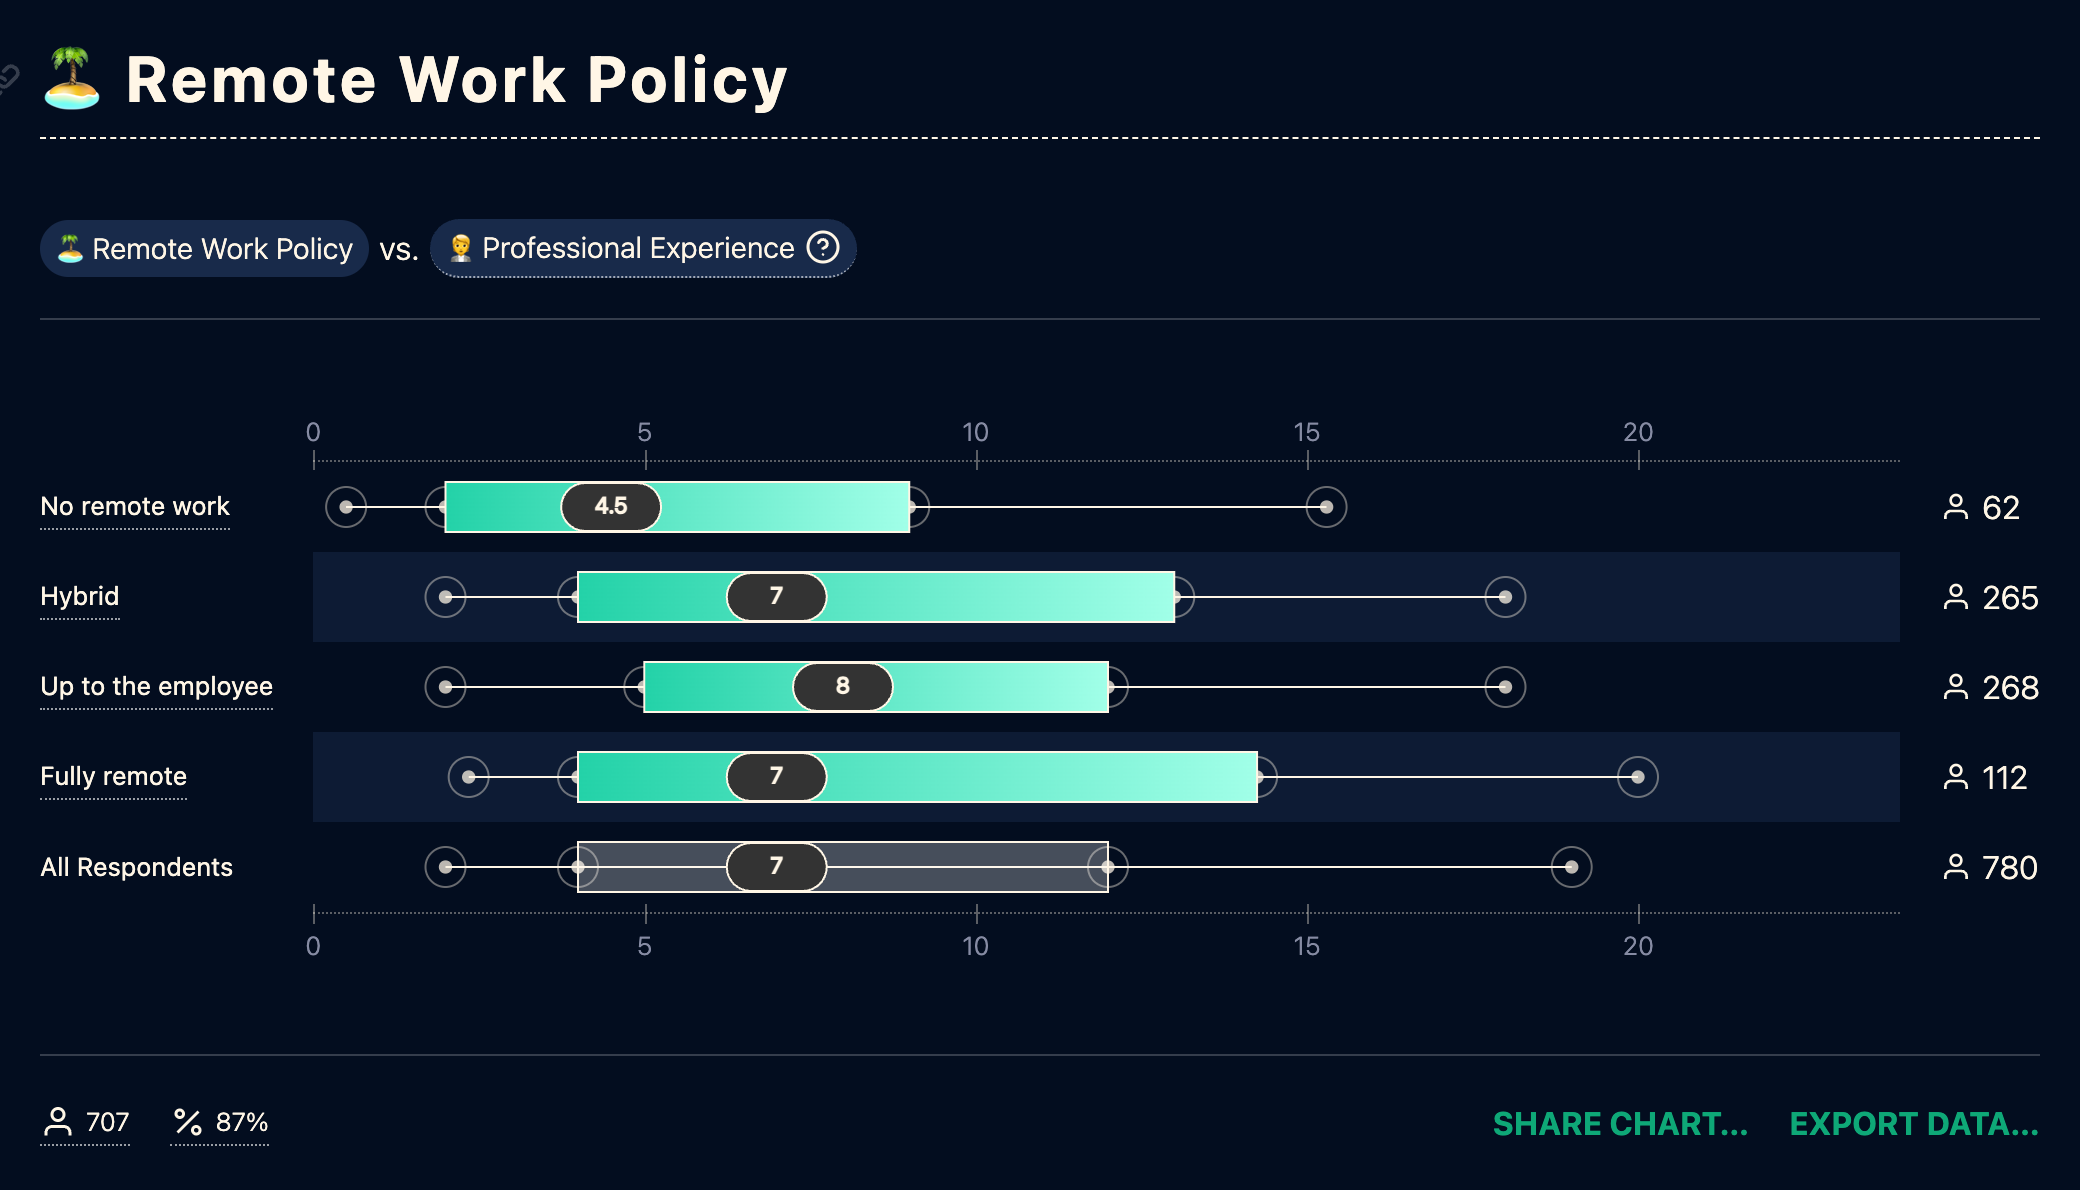 Remote Work Policy
Remote Work Policy vs. Professional Experience ?
0 5 10 15 20
No remote work 4.5 62
Hybrid 7 265
Up to the employee 8 268
Fully remote 7 112
All Respondents 7 780
0 5 10 15 20
707 87% SHARE CHART... EXPORT DATA...